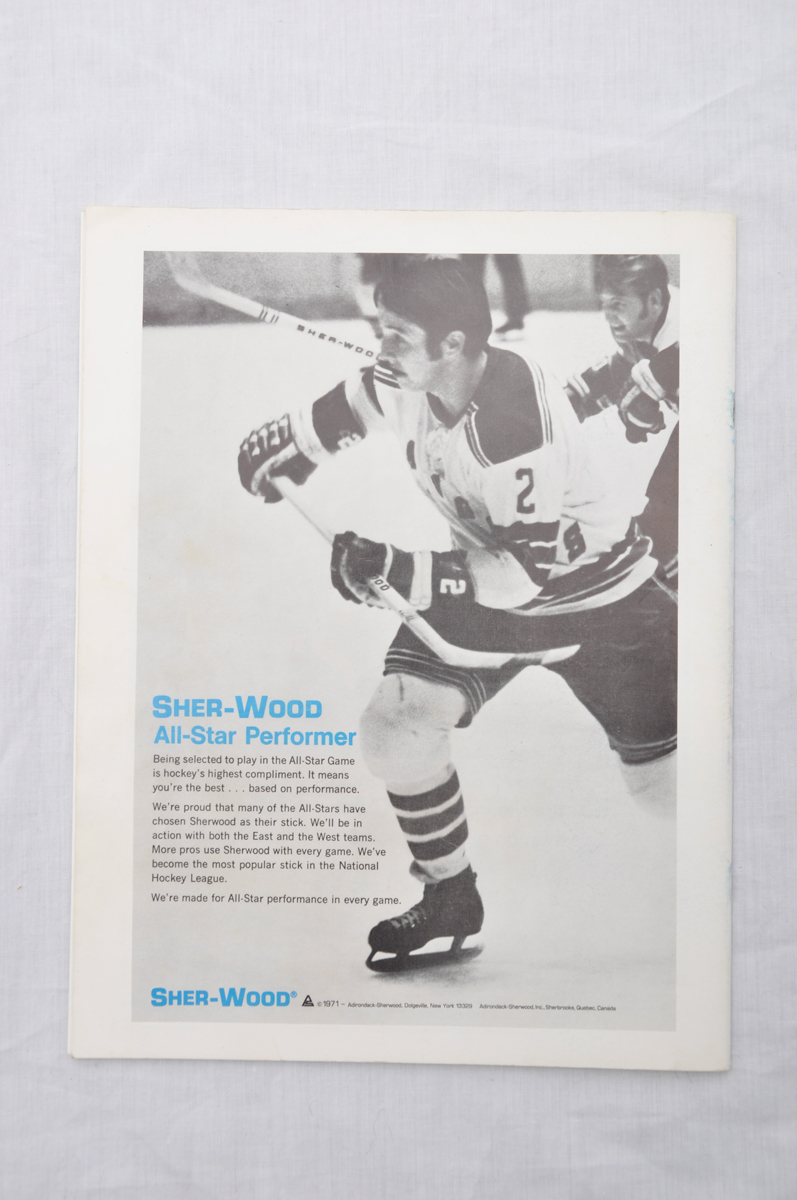 SHER-WOOD
2
2
SHER-WOOD
All-Star Performer
Being selected to play in the All-Star Game
is hockey's highest compliment. It means
you're the best . . . based on performance.
We're proud that many of the All-Stars have
chosen Sherwood as their stick. We'll be in
action with both the East and the West teams.
More pros use Sherwood with every game. We've
become the most popular stick in the National
Hockey League.
We're made for All-Star performance in every game.
SHER-WOOD® © 1971 – Adirondack-Sherwood, Dolgeville, New York 13329 Adirondack-Sherwood, Inc., Sherbrooke, Quebec, Canada